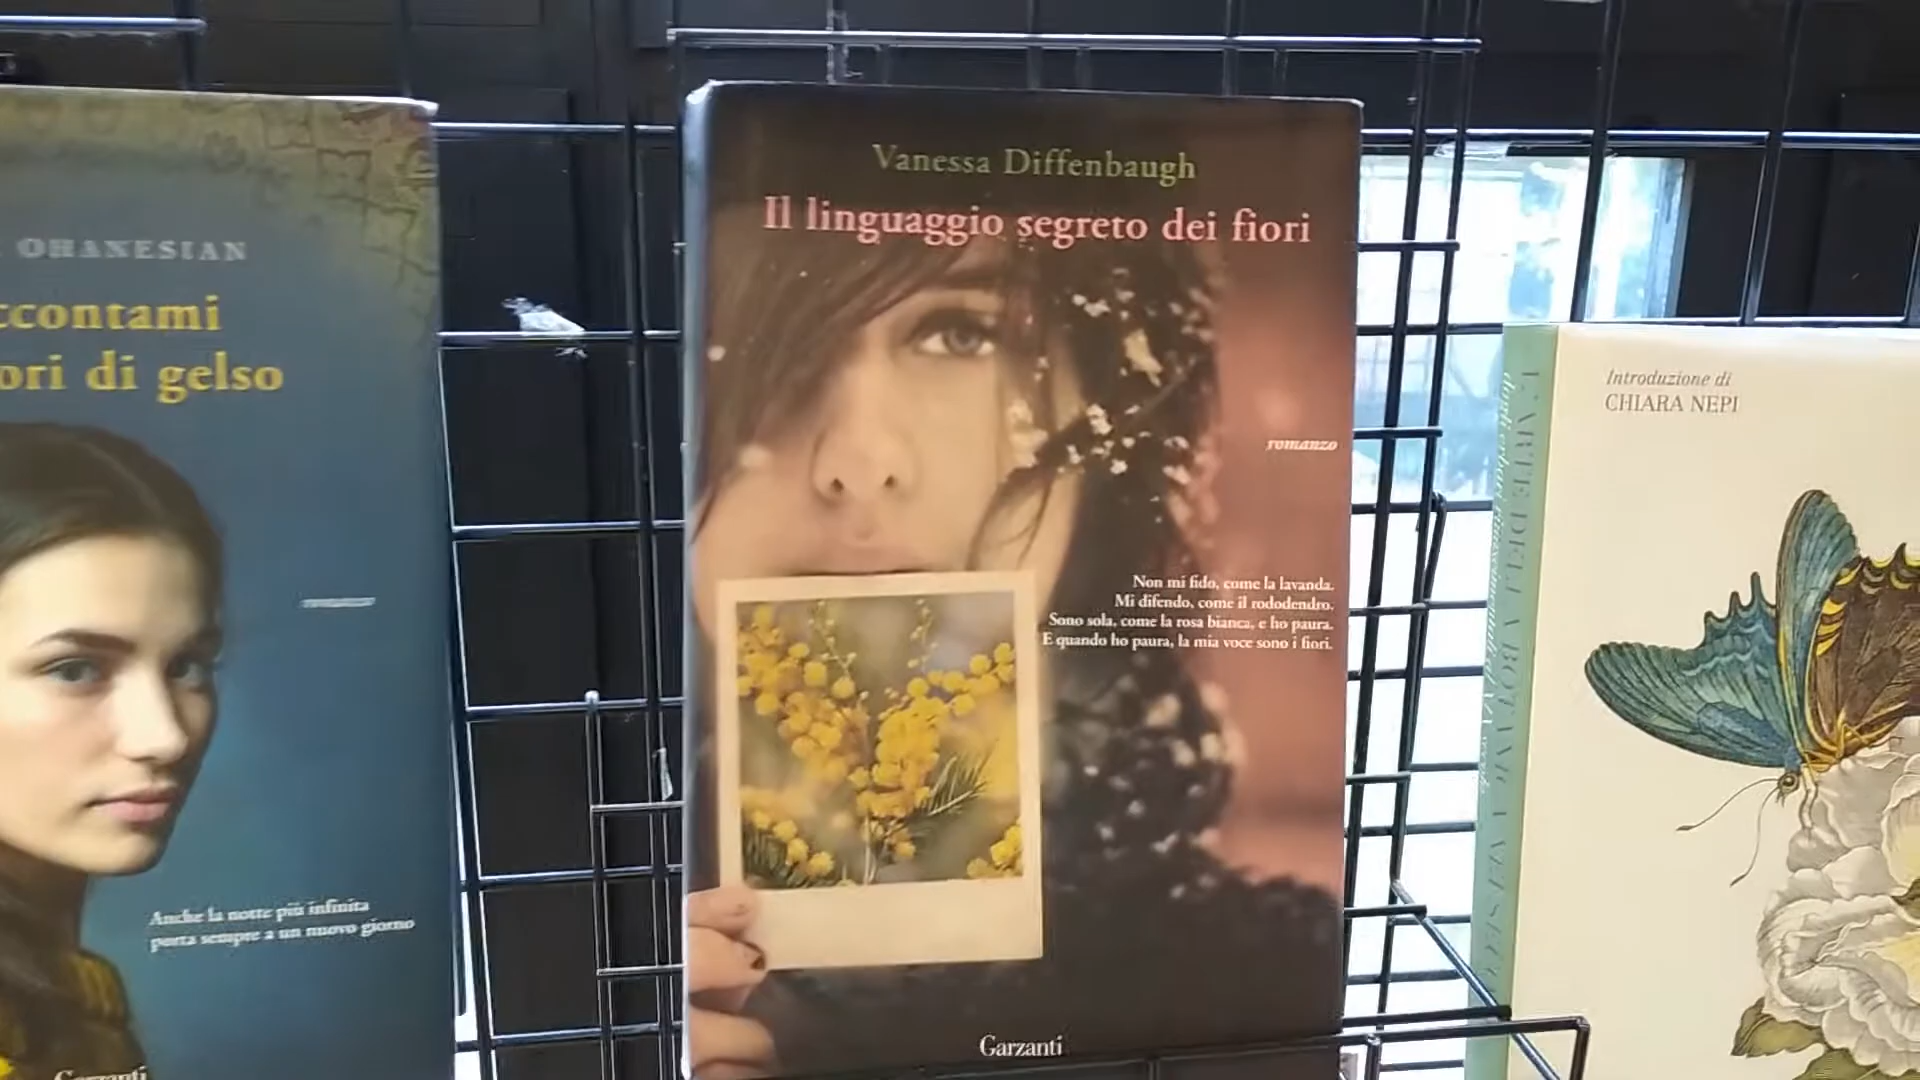 OHANESIAN
ccontami
ori di gelso
romanzo
Anche la notte più infinita
porta sempre a un nuovo giorno
Garzanti
Vanessa Diffenbaugh
Il linguaggio segreto dei fiori
romanzo
Non mi fido, come la lavanda.
Mi difendo, come il rododendro.
Sono sola, come la rosa bianca, e ho paura.
E quando ho paura, la mia voce sono i fiori.
Garzanti
Introduzione di
CHIARA NEPI